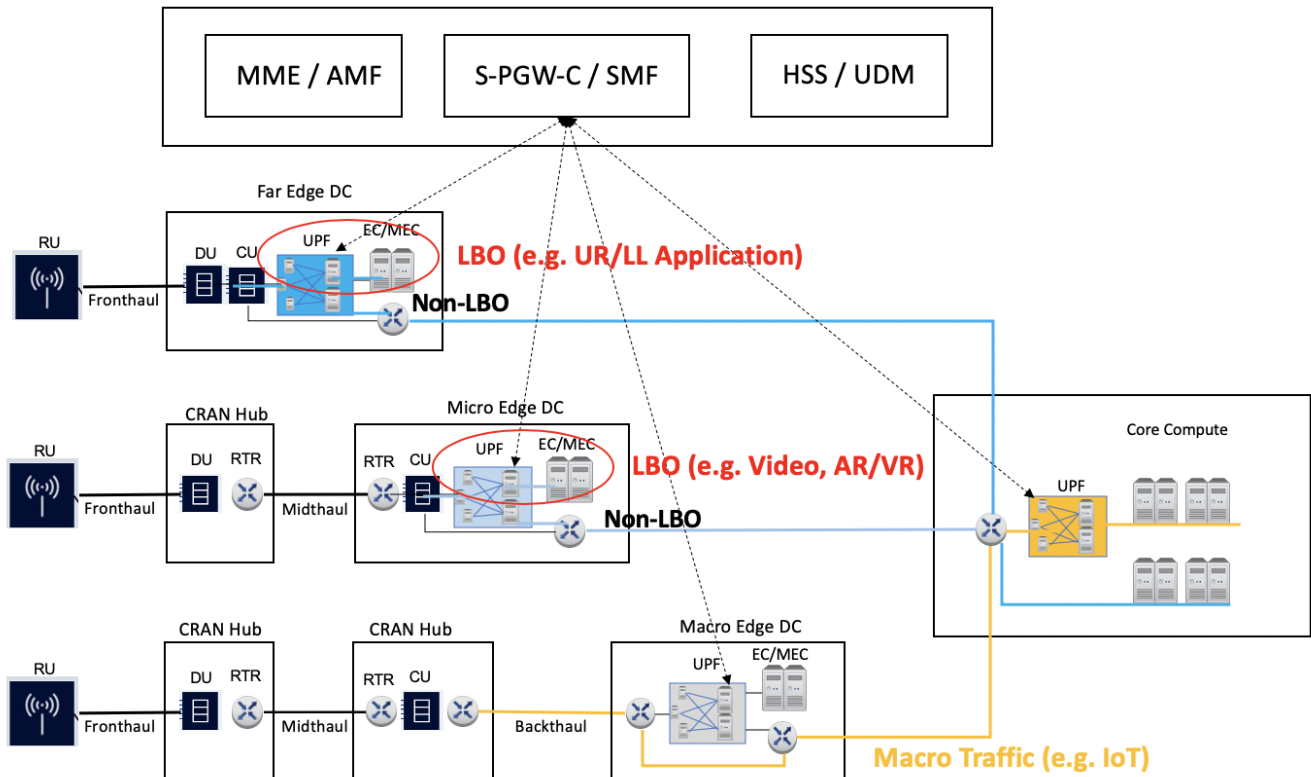 MME / AMF
S-PGW-C / SMF
HSS / UDM
Far Edge DC
RU
DU
CU
UPF
EC/MEC
LBO (e.g. UR/LL Application)
Fronthaul
Non-LBO
CRAN Hub
Micro Edge DC
Core Compute
RU
DU
RTR
RTR
CU
UPF
EC/MEC
LBO (e.g. Video, AR/VR)
UPF
Fronthaul
Midthaul
Non-LBO
CRAN Hub
CRAN Hub
Macro Edge DC
RU
DU
RTR
RTR
CU
UPF
EC/MEC
Fronthaul
Midthaul
Backthaul
Macro Traffic (e.g. IoT)